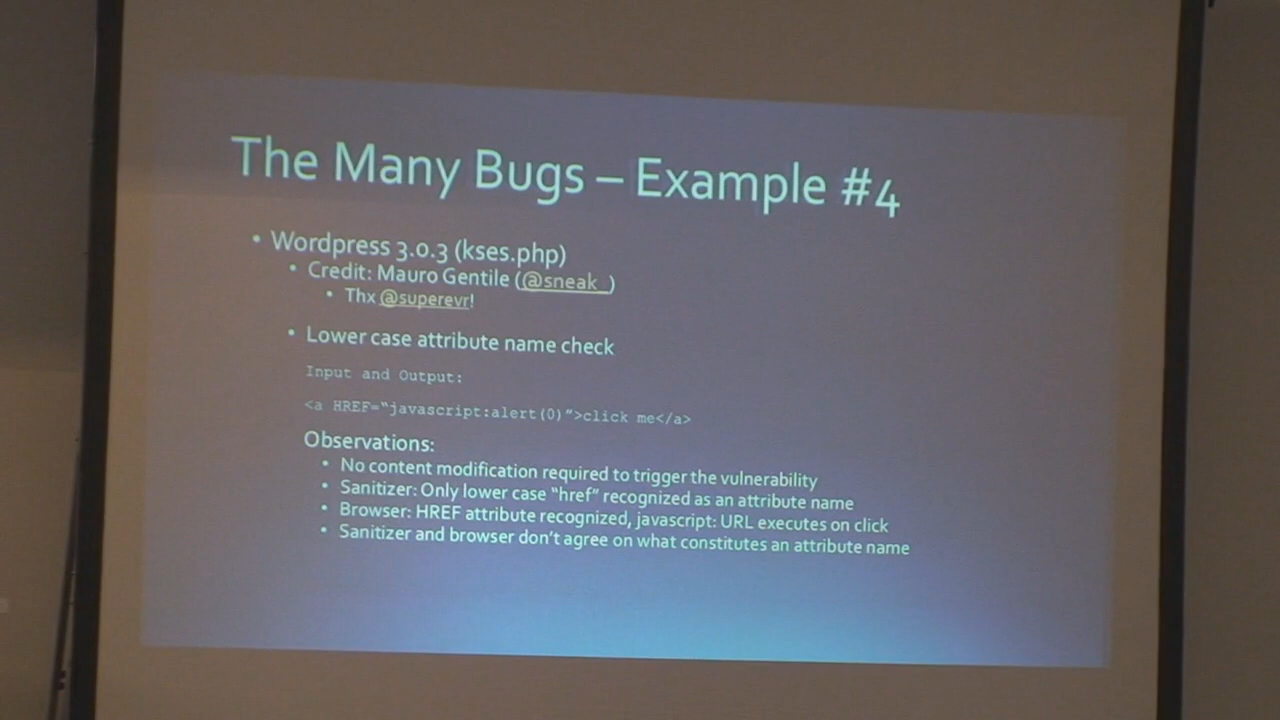 The Many Bugs – Example #4
• Wordpress 3.0.3 (kses.php)
• Credit: Mauro Gentile (@sneak_)
• Thx @superevr!
• Lower case attribute name check
Input and Output:
<a HREF=“javascript:alert(0)”>click me</a>
Observations:
• No content modification required to trigger the vulnerability
• Sanitizer: Only lower case “href” recognized as an attribute name
• Browser: HREF attribute recognized, javascript: URL executes on click
• Sanitizer and browser don’t agree on what constitutes an attribute name